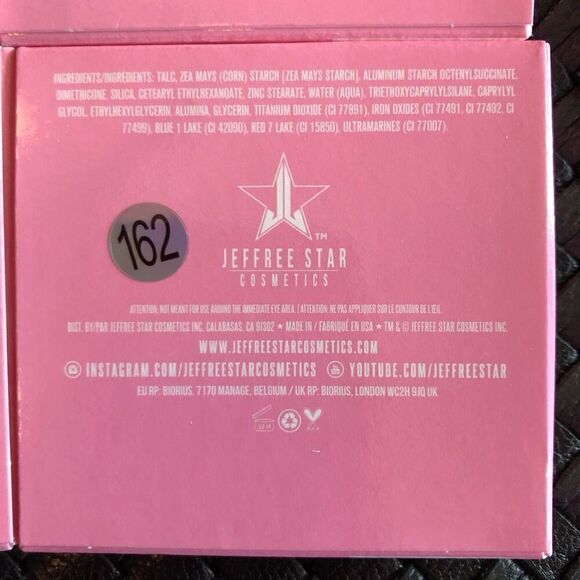 INGREDIENTS/INGRÉDIENTS: TALC, ZEA MAYS (CORN) STARCH [ZEA MAYS STARCH], ALUMINUM STARCH OCTENYLSUCCINATE,
DIMETHICONE, SILICA, CETEARYL ETHYLHEXANOATE, ZINC STEARATE, WATER (AQUA), TRIETHOXYCAPRYLYLSILANE, CAPRYLYL
GLYCOL, ETHYLHEXYLGLYCERIN, ALUMINA, GLYCERIN, TITANIUM DIOXIDE (CI 77891), IRON OXIDES (CI 77491, CI 77492, CI
77499), BLUE 1 LAKE (CI 42090), RED 7 LAKE (CI 15850), ULTRAMARINES (CI 77007).
162
TM
JEFFREE STAR
COSMETICS
ATTENTION: NOT MEANT FOR USE AROUND THE IMMEDIATE EYE AREA. | ATTENTION: NE PAS APPLIQUER SUR LE CONTOUR DE L'ŒIL.
DIST. BY/PAR JEFFREE STAR COSMETICS INC. CALABASAS, CA 91302 ★ MADE IN / FABRIQUÉ EN USA ★ TM & © JEFFREE STAR COSMETICS INC.
WWW.JEFFREESTARCOSMETICS.COM
INSTAGRAM.COM/JEFFREESTARCOSMETICS YOUTUBE.COM/JEFFREESTAR
EU RP: BIORIUS, 7170 MANAGE, BELGIUM / UK RP: BIORIUS, LONDON WC2H 9JQ UK
12 M